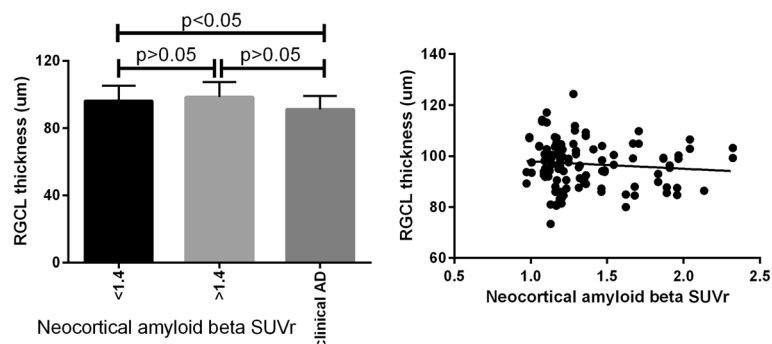 p<0.05
p>0.05 p>0.05
RGCL thickness (um)
120
80
40
0
<1.4
>1.4
clinical AD
Neocortical amyloid beta SUVr
RGCL thickness (um)
140
120
100
80
60
0.5 1.0 1.5 2.0 2.5
Neocortical amyloid beta SUVr